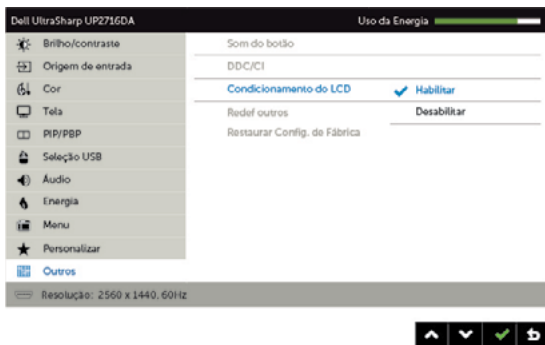 Dell UltraSharp UP2716DA
Uso da Energia
Brilho/contraste
Origem de entrada
Cor
Tela
PIP/PBP
Seleção USB
Áudio
Energia
Menu
Personalizar
Outros
Som do botão
DDC/CI
Condicionamento do LCD
Redef outros
Restaurar Config. de Fábrica
Habilitar
Desabilitar
Resolução: 2560 x 1440, 60Hz